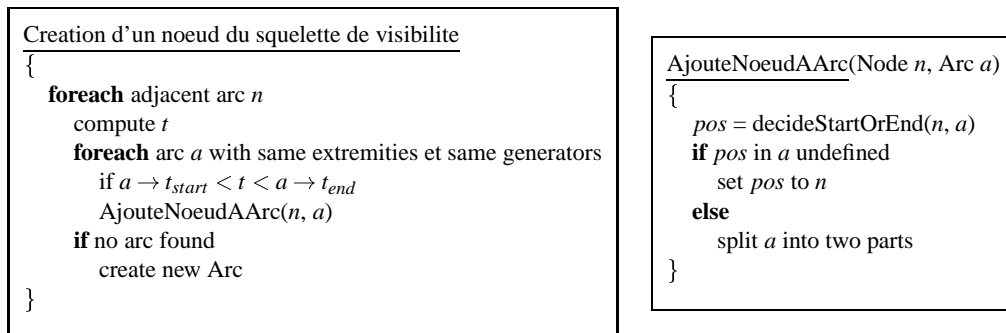 Creation d'un noeud du squelette de visibilite
{
foreach adjacent arc n
compute t
foreach arc a with same extremities et same generators
if a → t_start < t < a → t_end
AjouteNoeudAArc(n, a)
if no arc found
create new Arc
}
AjouteNoeudAArc(Node n, Arc a)
{
pos = decideStartOrEnd(n, a)
if pos in a undefined
set pos to n
else
split a into two parts
}